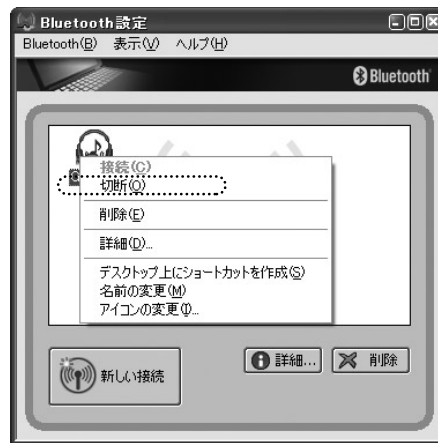 Bluetooth設定
Bluetooth(B) 表示(V) ヘルプ(H)
Bluetooth
接続(C)
切断(O)
削除(E)
詳細(D)...
デスクトップ上にショートカットを作成(S)
名前の変更(M)
アイコンの変更(I)...
新しい接続
詳細...
削除